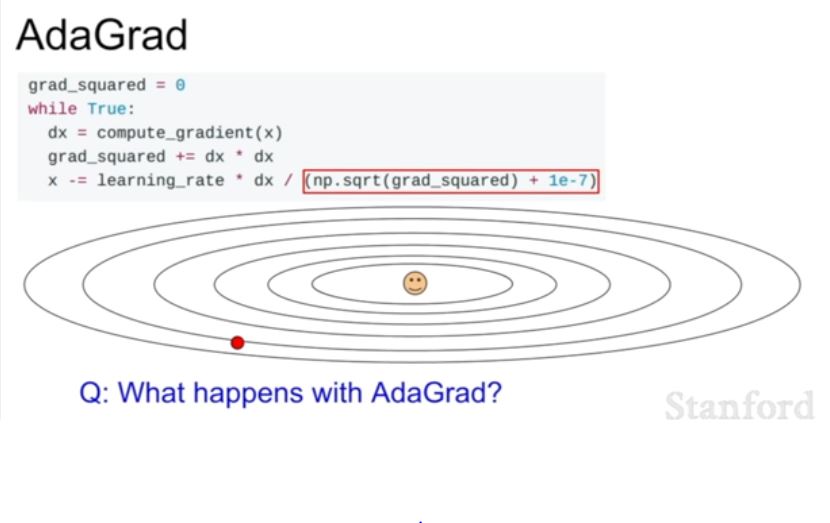 AdaGrad
grad_squared = 0
while True:
  dx = compute_gradient(x)
  grad_squared += dx * dx
  x -= learning_rate * dx / (np.sqrt(grad_squared) + 1e-7)
Q: What happens with AdaGrad?
Stanford